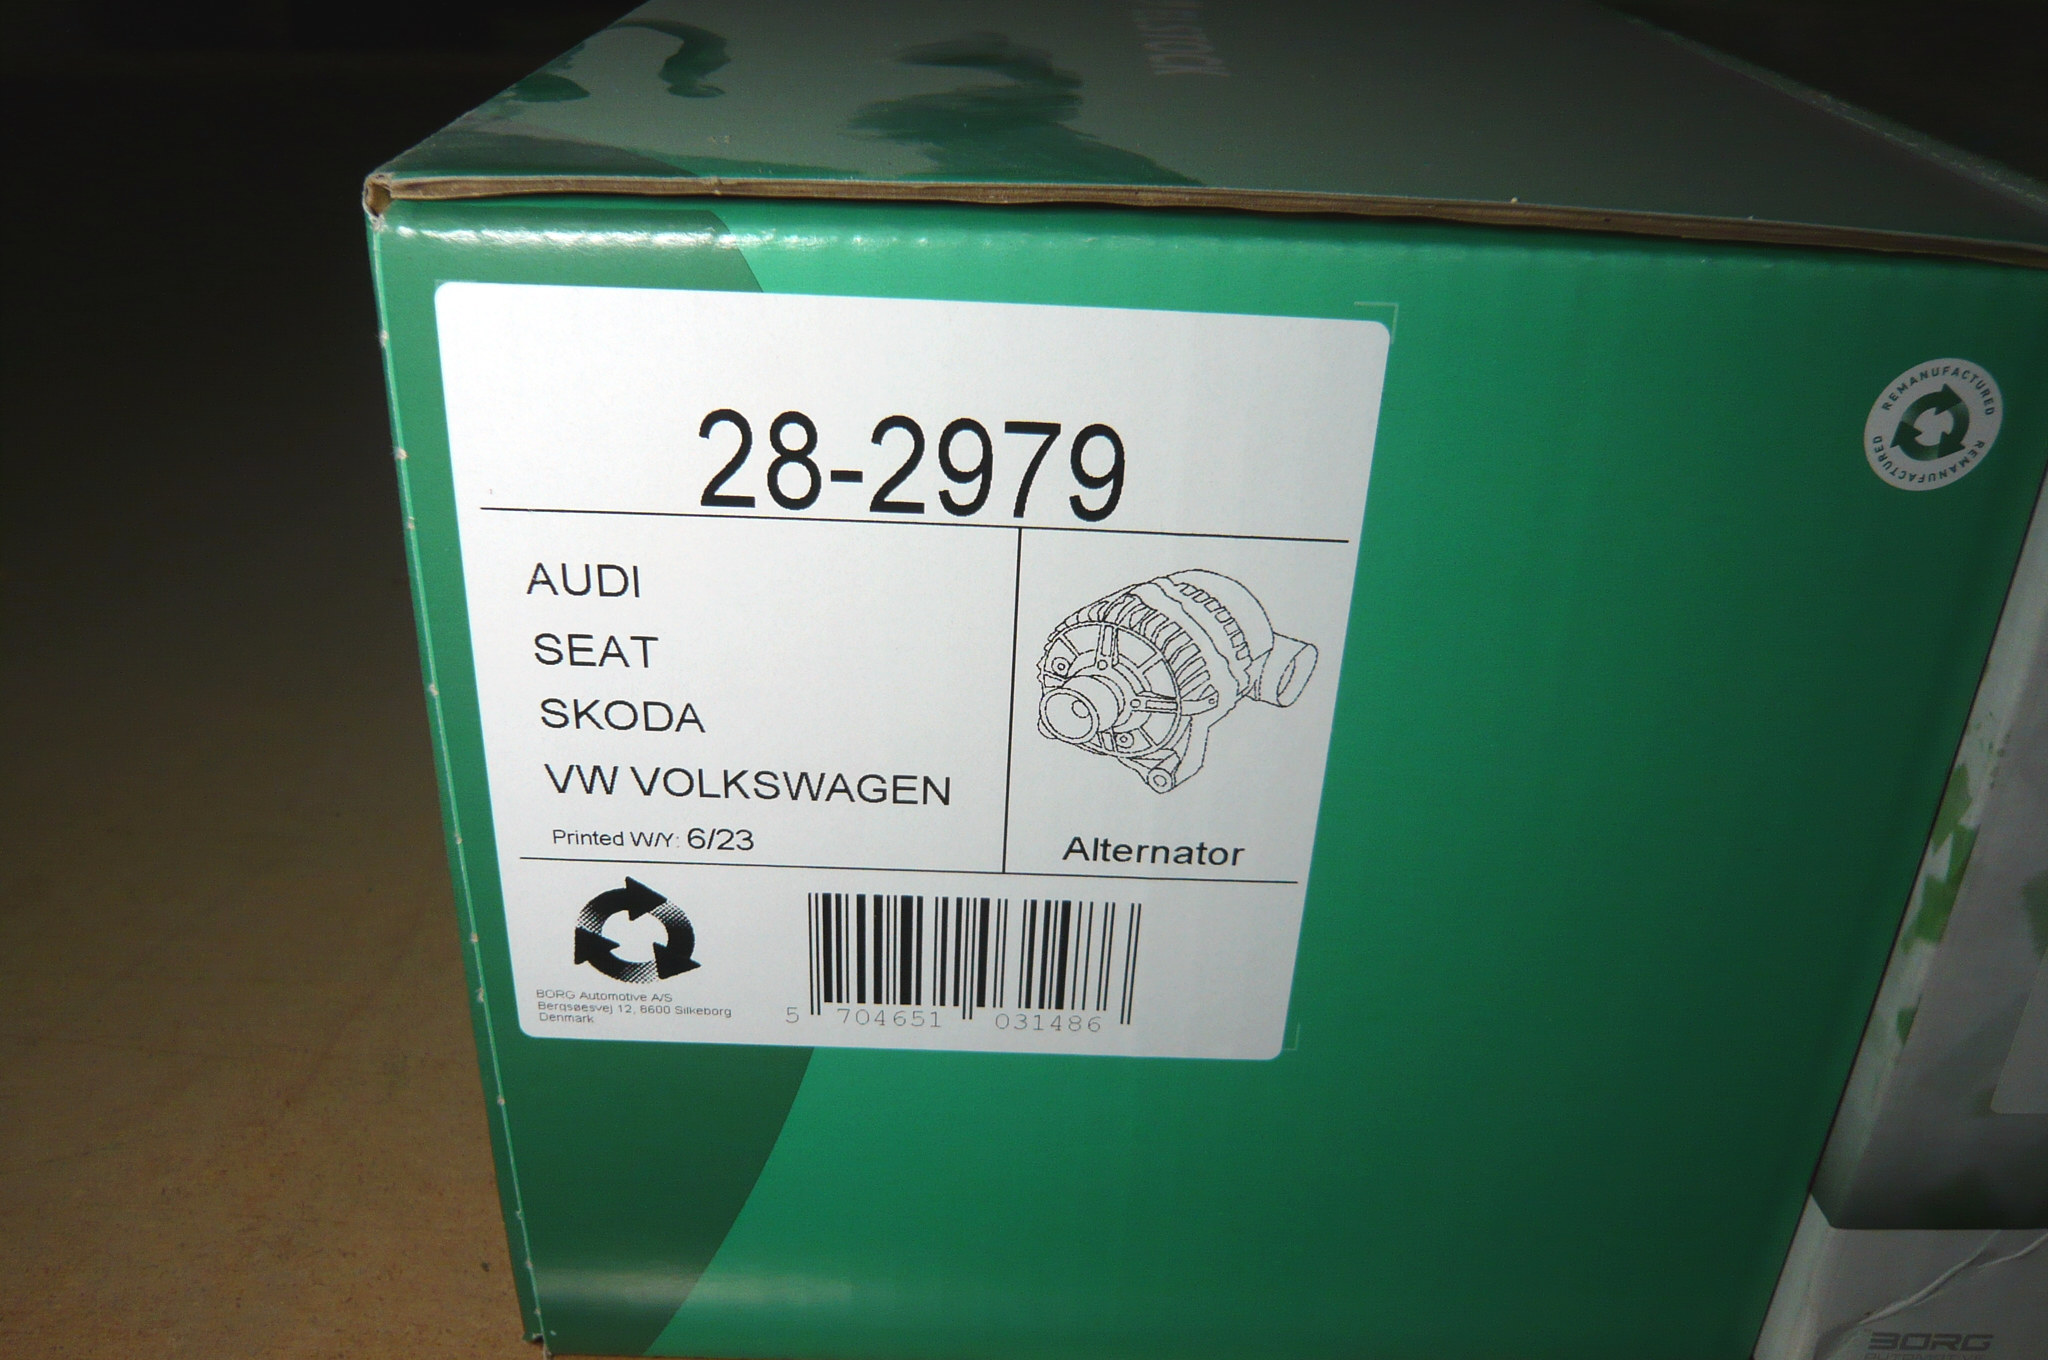 28-2979
AUDI
SEAT
SKODA
VW VOLKSWAGEN
Printed W/Y: 6/23
Alternator
BORG Automotive A/S
Bergsøesvej 12, 8600 Silkeborg
Denmark
5 704651 031486
REMANUFACTURED REMANUFACTURED
BORG
AUTOMOTIVE